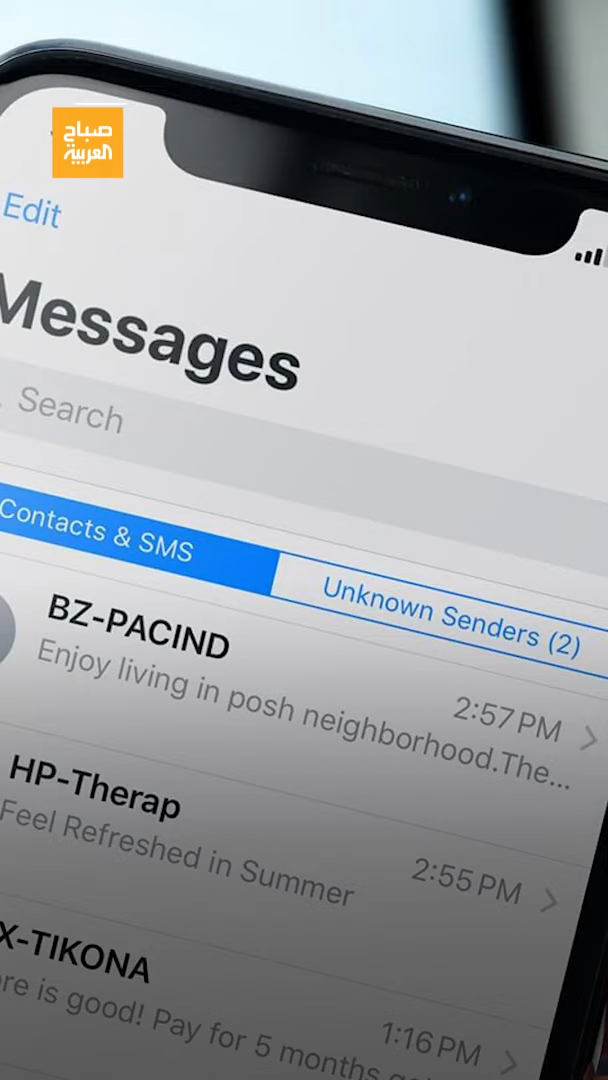 صباح
العربية
Edit
Messages
Search
Contacts & SMS
Unknown Senders (2)
BZ-PACIND
2:57 PM
Enjoy living in posh neighborhood.The...
HP-Therap
2:55 PM
Feel Refreshed in Summer
X-TIKONA
1:16 PM
re is good! Pay for 5 months